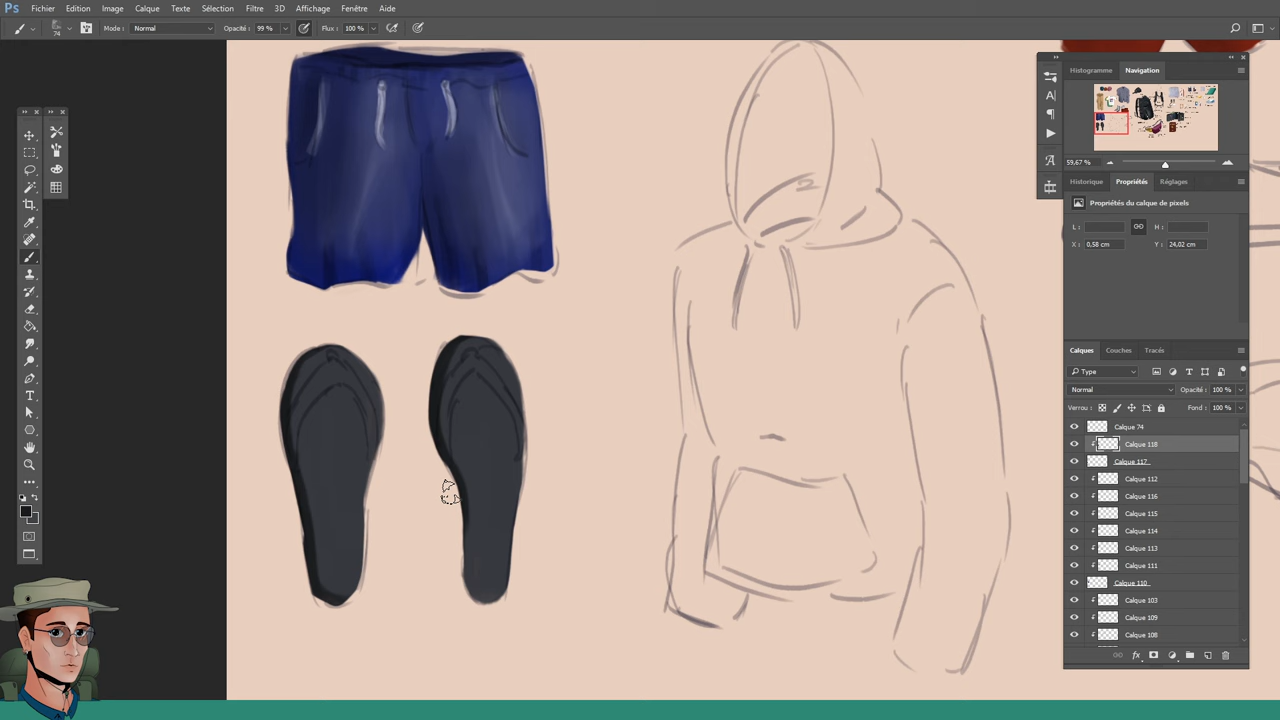 Ps Fichier Edition Image Calque Texte Sélection Filtre 3D Affichage Fenêtre Aide
74 Mode : Normal Opacité : 99 % Flux : 100 %
Histogramme Navigation
59,67 %
Historique Propriétés Réglages
Propriétés du calque de pixels
L : H :
X : 0,58 cm Y : 24,02 cm
Calques Couches Tracés
Type
Normal Opacité : 100 %
Verrou : Fond : 100 %
Calque 74
Calque 118
Calque 117
Calque 112
Calque 116
Calque 115
Calque 114
Calque 113
Calque 111
Calque 110
Calque 103
Calque 109
Calque 108